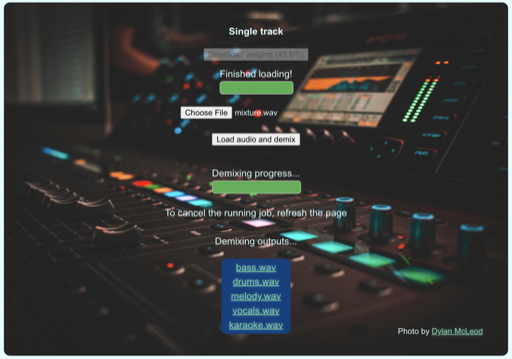 Single track
Download weights (45 MB)
Finished loading!
Choose File mixture.wav
Load audio and demix
Demixing progress...
To cancel the running job, refresh the page
Demixing outputs...
bass.wav
drums.wav
melody.wav
vocals.wav
karaoke.wav
Photo by Dylan McLeod